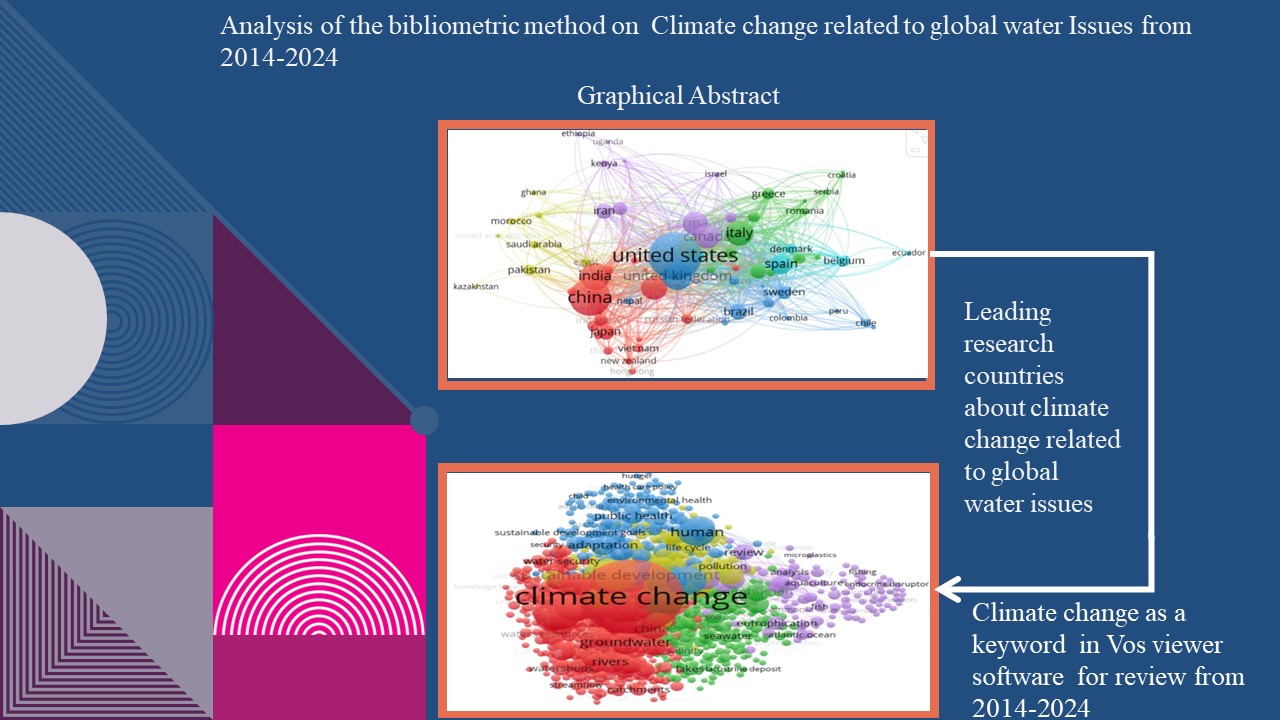 Analysis of the bibliometric method on Climate change related to global water Issues from
2014-2024
Graphical Abstract
ethiopia
uganda
kenya
israel
croatia
ghana
greece
serbia
iran
romania
morocco
canada
italy
saudi arabia
denmark
united states
ecuador
egypt
spain
belgium
pakistan
india
united kingdom
kazakhstan
china
nepal
sweden
brazil
peru
russian federation
colombia
chile
japan
viet nam
new zealand
hong kong
Leading
research
countries
about climate
change related
to global
water issues
hunger
health care policy
child
environmental health
public health
sustainable development goals
human
security
adaptation
life cycle
review
microplastics
water security
pollution
analysis
fishing
sustainable development
aquaculture
endocrine disruptor
climate change
fish
soil
eutrophication
china
seawater
atlantic ocean
groundwater
salinity
rivers
watersheds
lakes
lacustrine deposit
streamflow
catchments
Climate change as a
keyword in Vos viewer
software for review from
2014-2024